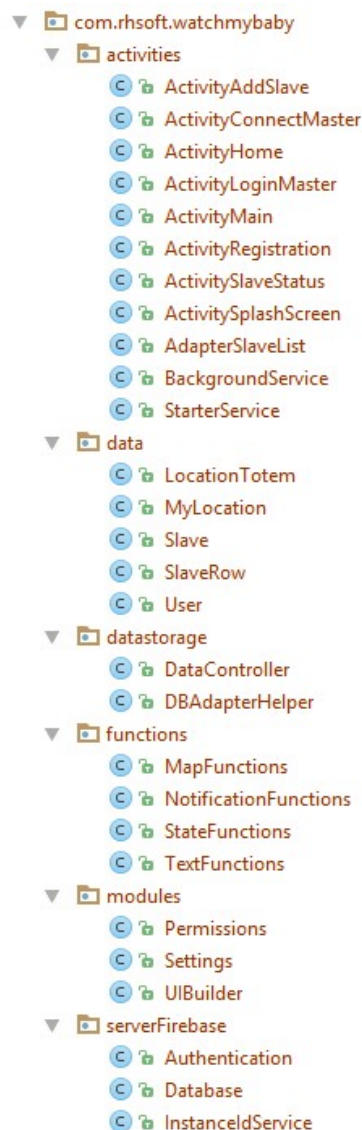 com.rhsoft.watchmybaby
activities
C ActivityAddSlave
C ActivityConnectMaster
C ActivityHome
C ActivityLoginMaster
C ActivityMain
C ActivityRegistration
C ActivitySlaveStatus
C ActivitySplashScreen
C AdapterSlaveList
C BackgroundService
C StarterService
data
C LocationTotem
C MyLocation
C Slave
C SlaveRow
C User
datastorage
C DataController
C DBAdapterHelper
functions
C MapFunctions
C NotificationFunctions
C StateFunctions
C TextFunctions
modules
C Permissions
C Settings
C UIBuilder
serverFirebase
C Authentication
C Database
C InstanceIdService